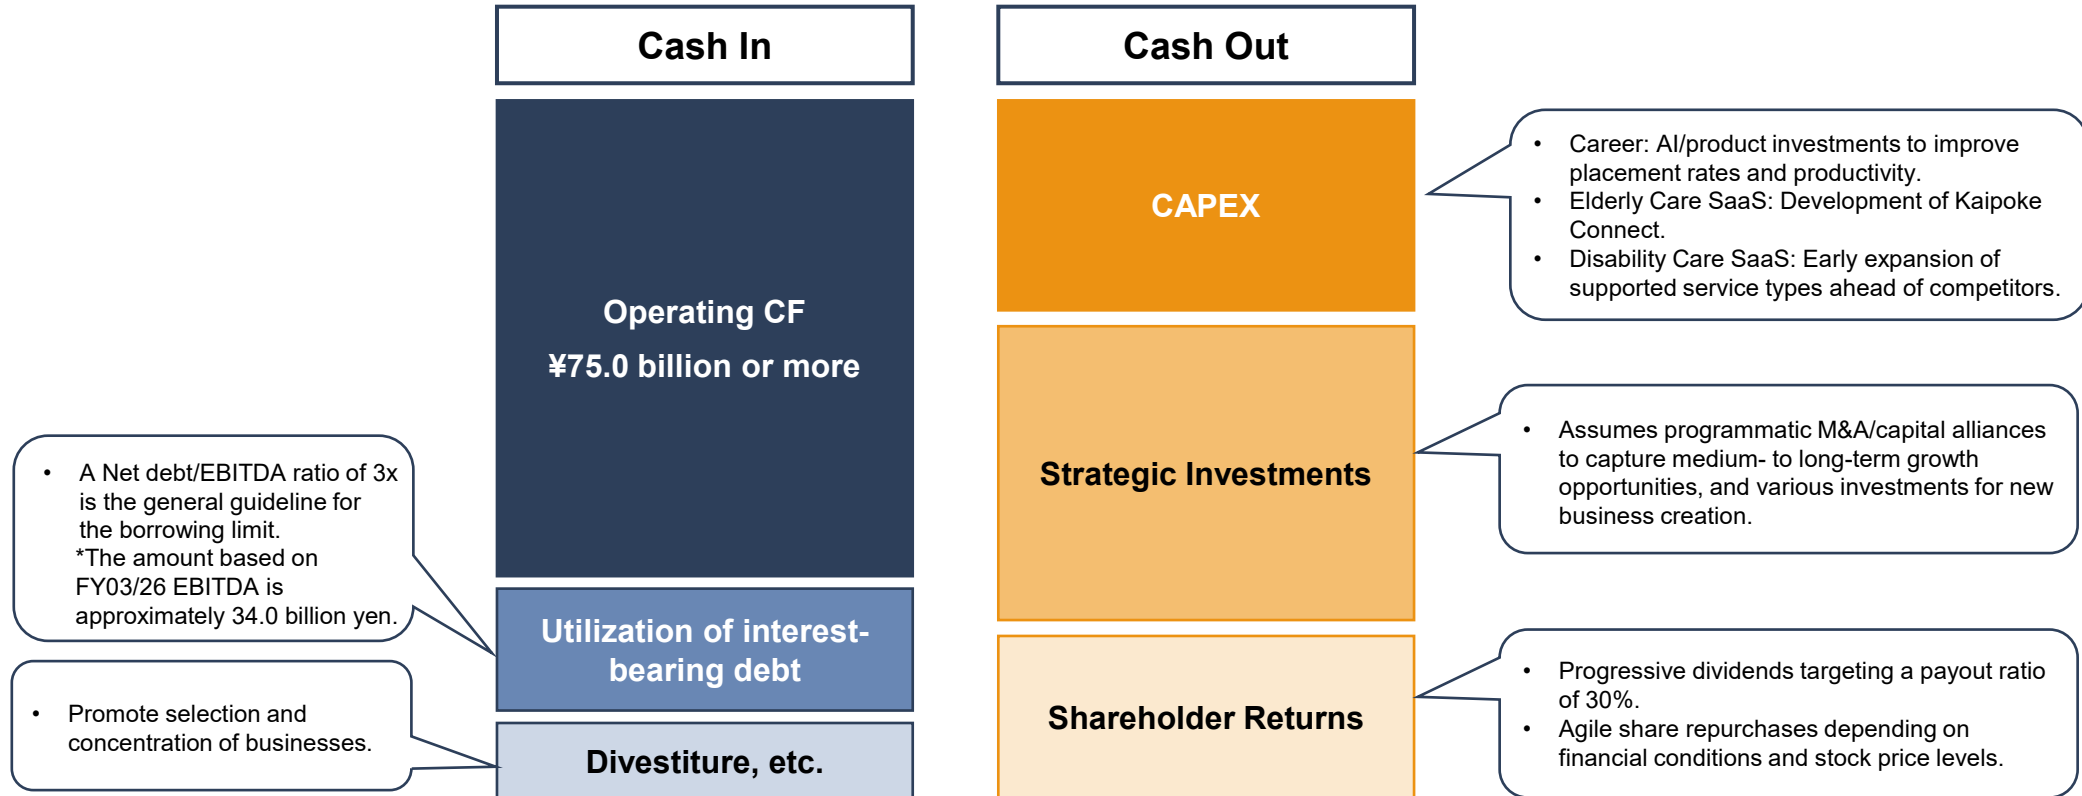 Cash In
Operating CF
¥75.0 billion or more
Utilization of interest-
bearing debt
Divestiture, etc.
• A Net debt/EBITDA ratio of 3x
is the general guideline for
the borrowing limit.
*The amount based on
FY03/26 EBITDA is
approximately 34.0 billion yen.
• Promote selection and
concentration of businesses.
Cash Out
CAPEX
Strategic Investments
Shareholder Returns
• Career: AI/product investments to improve
placement rates and productivity.
• Elderly Care SaaS: Development of Kaipoke
Connect.
• Disability Care SaaS: Early expansion of
supported service types ahead of competitors.
• Assumes programmatic M&A/capital alliances
to capture medium- to long-term growth
opportunities, and various investments for new
business creation.
• Progressive dividends targeting a payout ratio
of 30%.
• Agile share repurchases depending on
financial conditions and stock price levels.